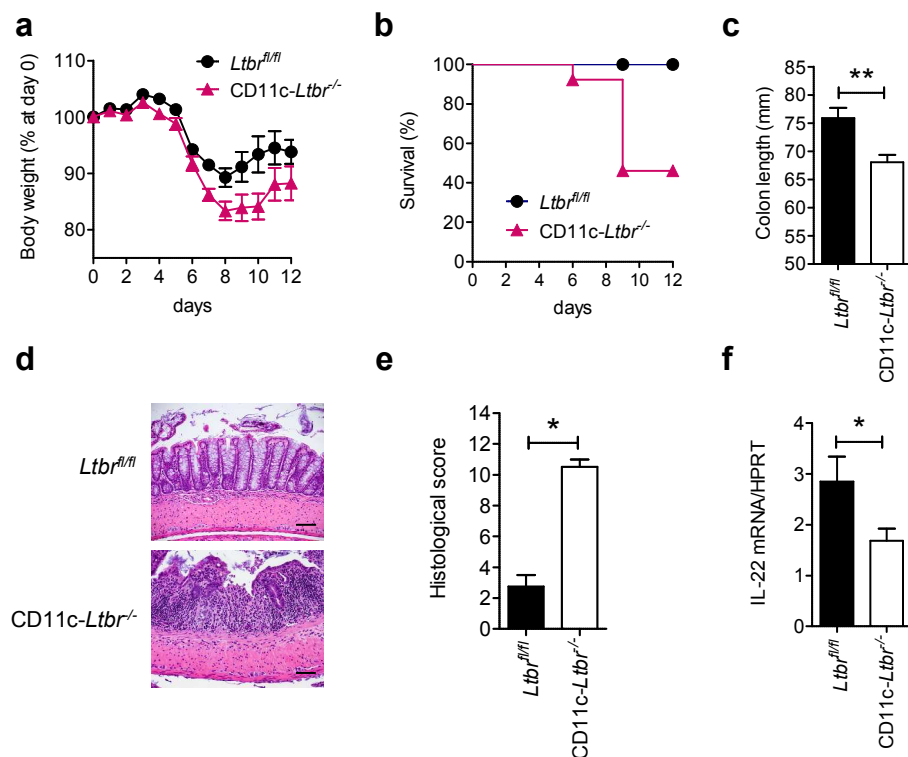 a
Ltbr^fl/fl
CD11c-Ltbr^-/-
110
100
90
80
Body weight (% at day 0)
0 2 4 6 8 10 12
days
b
100
80
60
40
20
0
Survival (%)
Ltbr^fl/fl
CD11c-Ltbr^-/-
0 2 4 6 8 10 12
days
c
**
80
75
70
65
60
55
50
Colon length (mm)
Ltbr^fl/fl
CD11c-Ltbr^-/-
d
Ltbr^fl/fl
CD11c-Ltbr^-/-
e
*
14
12
10
8
6
4
2
0
Histological score
Ltbr^fl/fl
CD11c-Ltbr^-/-
f
*
4
3
2
1
0
IL-22 mRNA/HPRT
Ltbr^fl/fl
CD11c-Ltbr^-/-